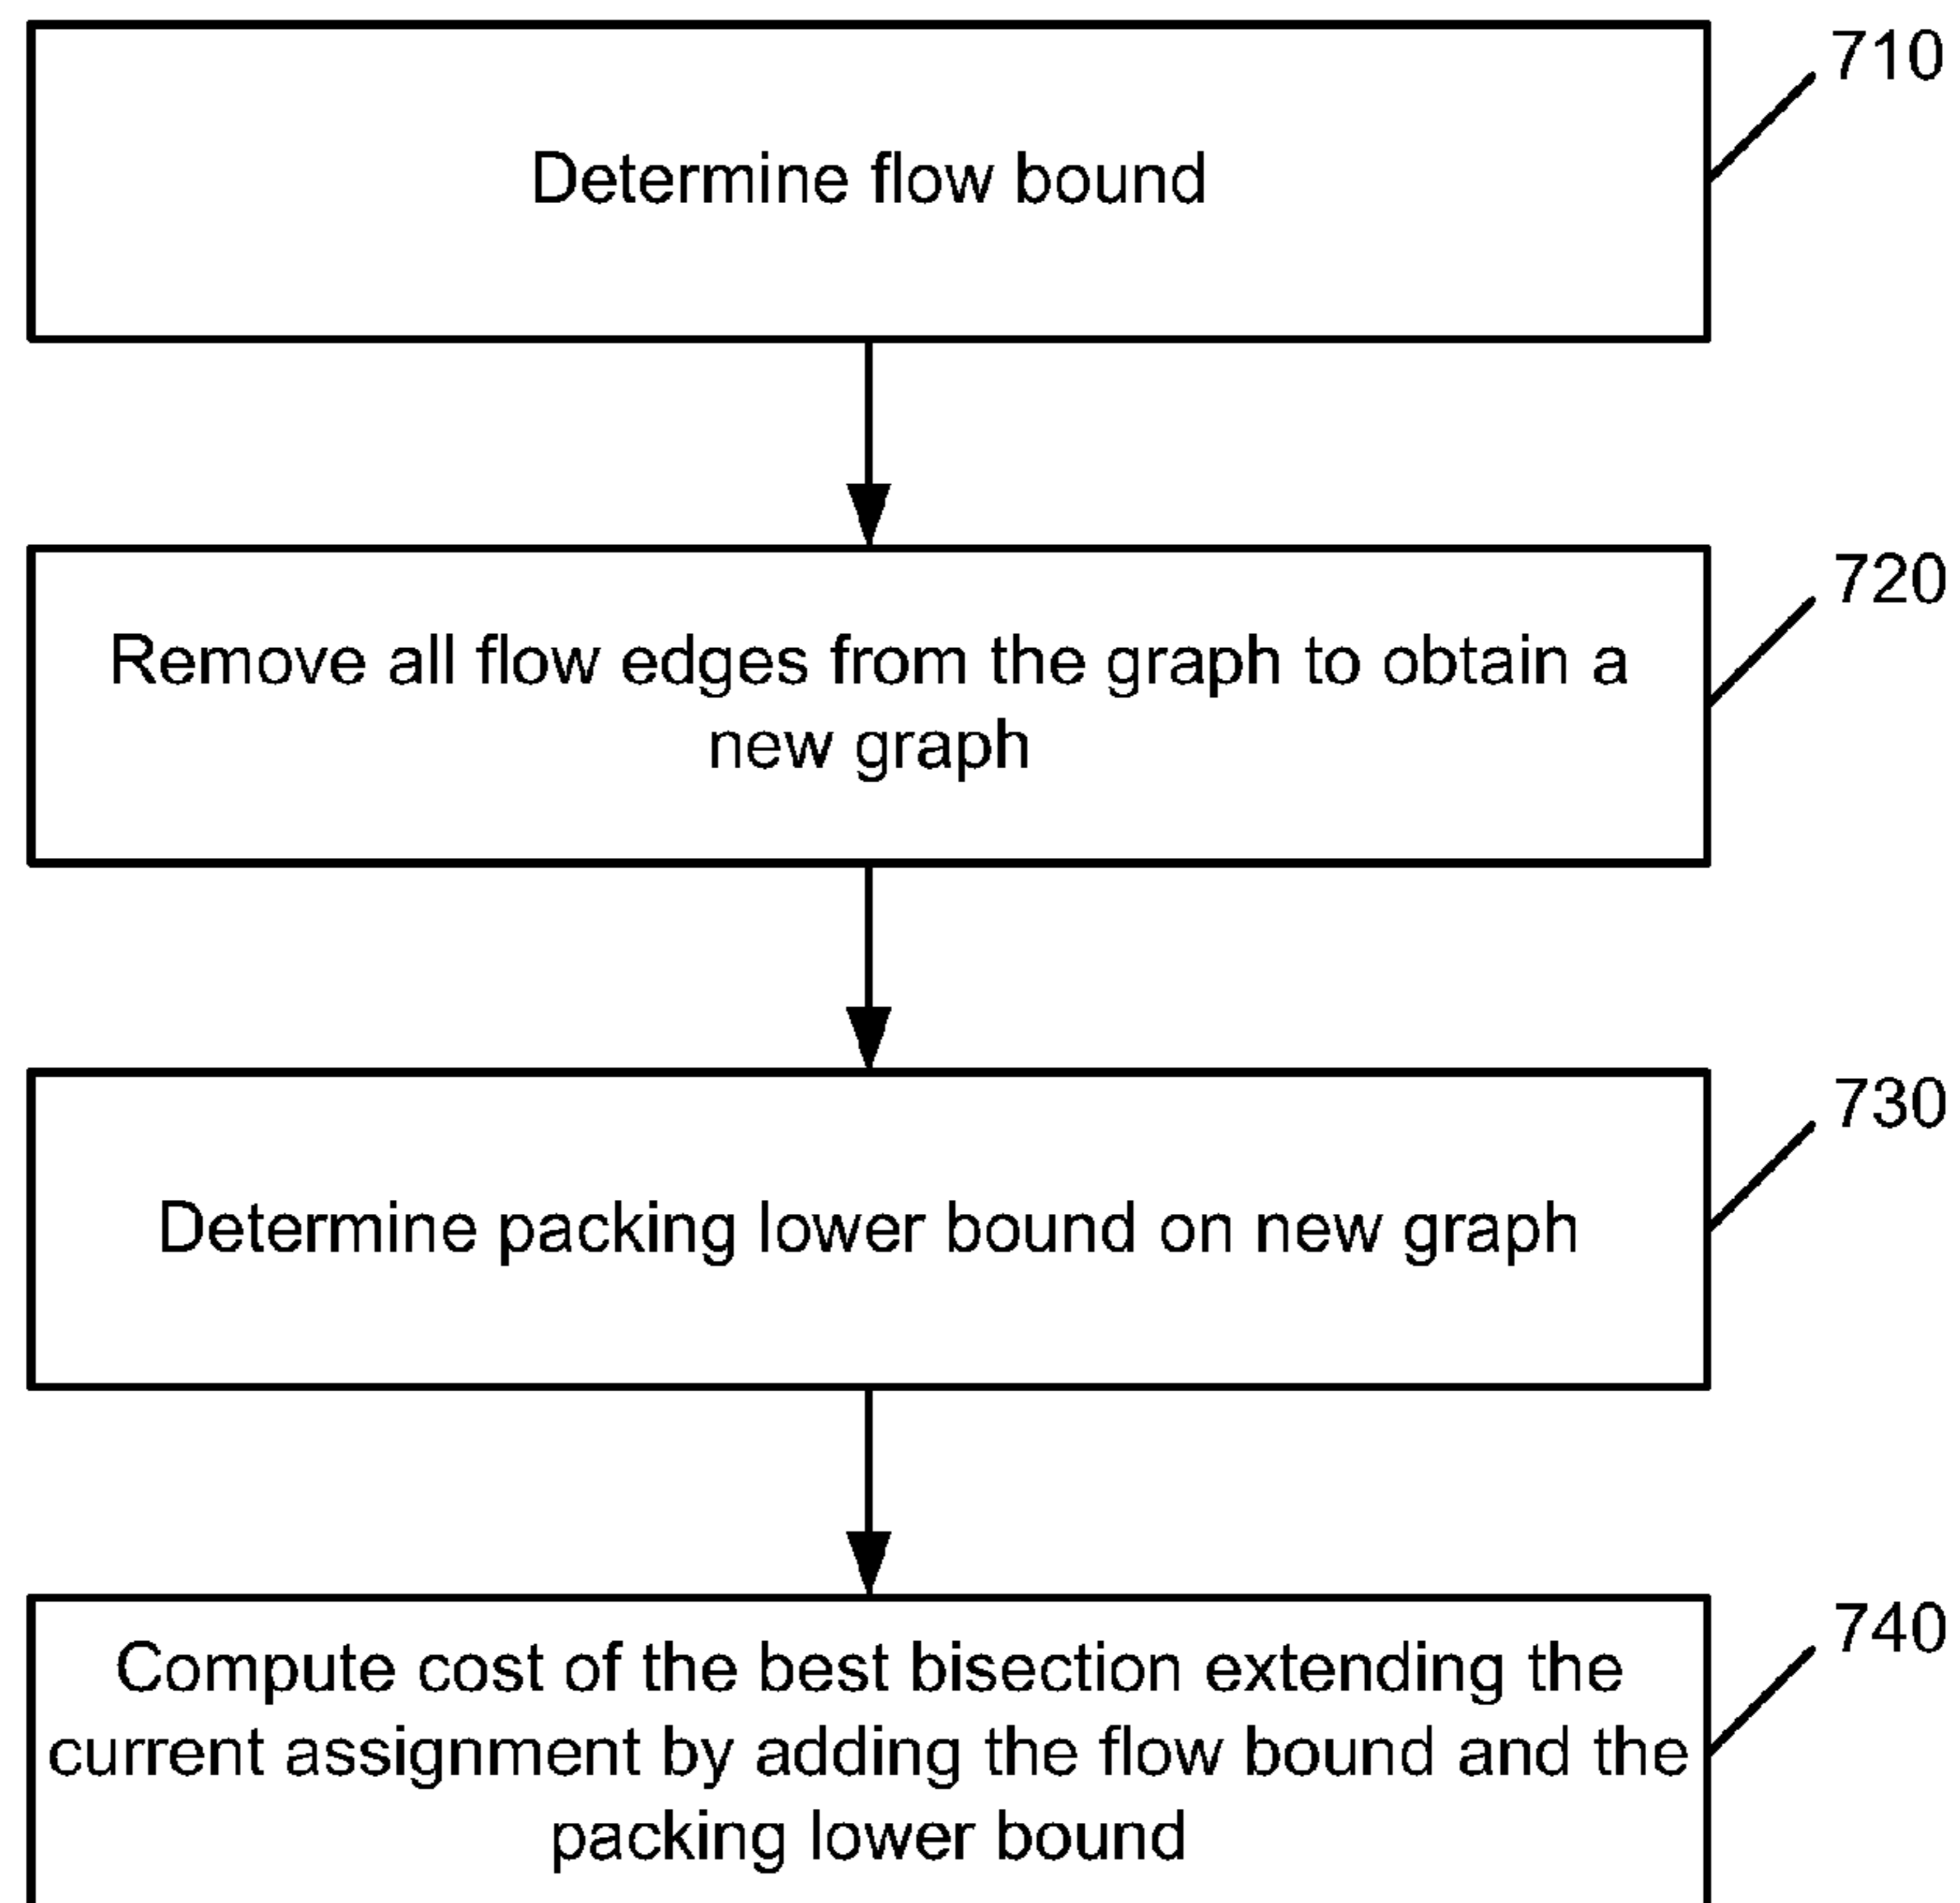 710
Determine flow bound
720
Remove all flow edges from the graph to obtain a
new graph
730
Determine packing lower bound on new graph
740
Compute cost of the best bisection extending the
current assignment by adding the flow bound and the
packing lower bound